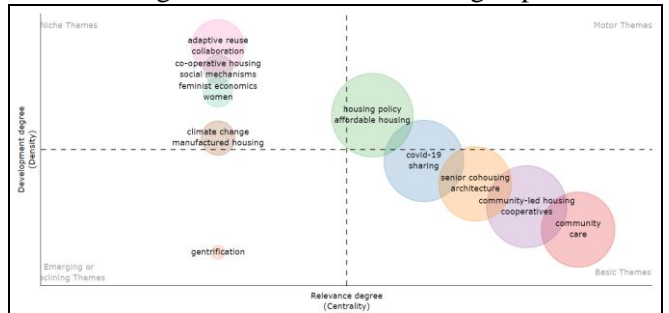 Niche Themes
Motor Themes
adaptive reuse
collaboration
co-operative housing
social mechanisms
feminist economics
women
climate change
manufactured housing
housing policy
affordable housing
covid-19
sharing
senior cohousing
architecture
community-led housing
cooperatives
community
care
gentrification
Emerging or
clining Themes
Basic Themes
Development degree
(Density)
Relevance degree
(Centrality)